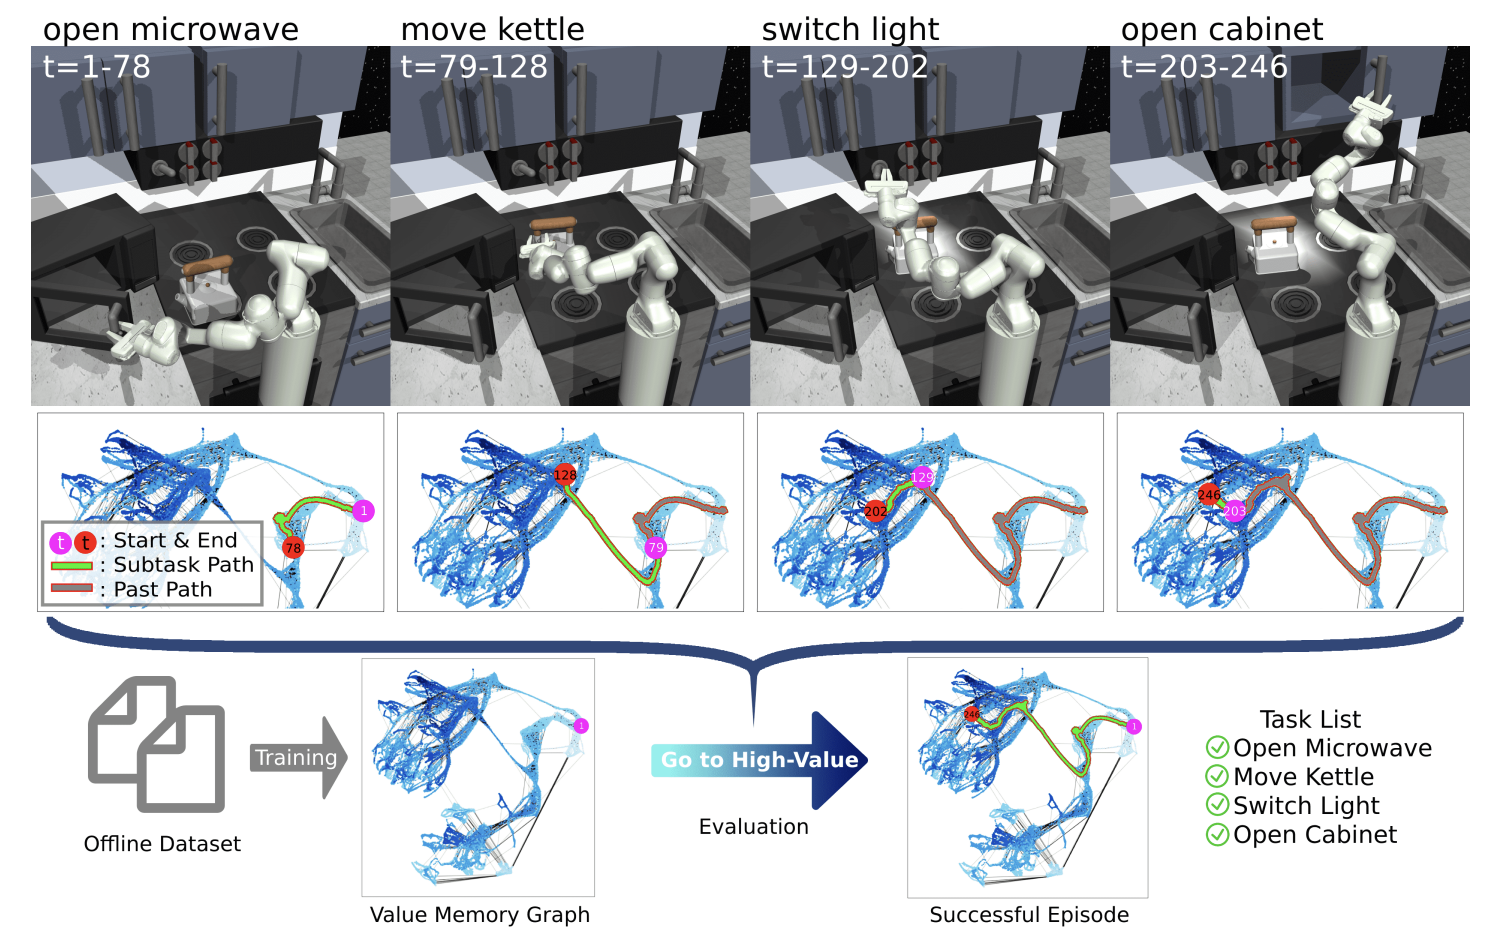 open microwave
move kettle
switch light
open cabinet
t=1-78
t=79-128
t=129-202
t=203-246
1
78
t t : Start & End
: Subtask Path
: Past Path
128
79
129
202
246
203
Training
Offline Dataset
1
Value Memory Graph
Go to High-Value
Evaluation
246
1
Successful Episode
Task List
Open Microwave
Move Kettle
Switch Light
Open Cabinet